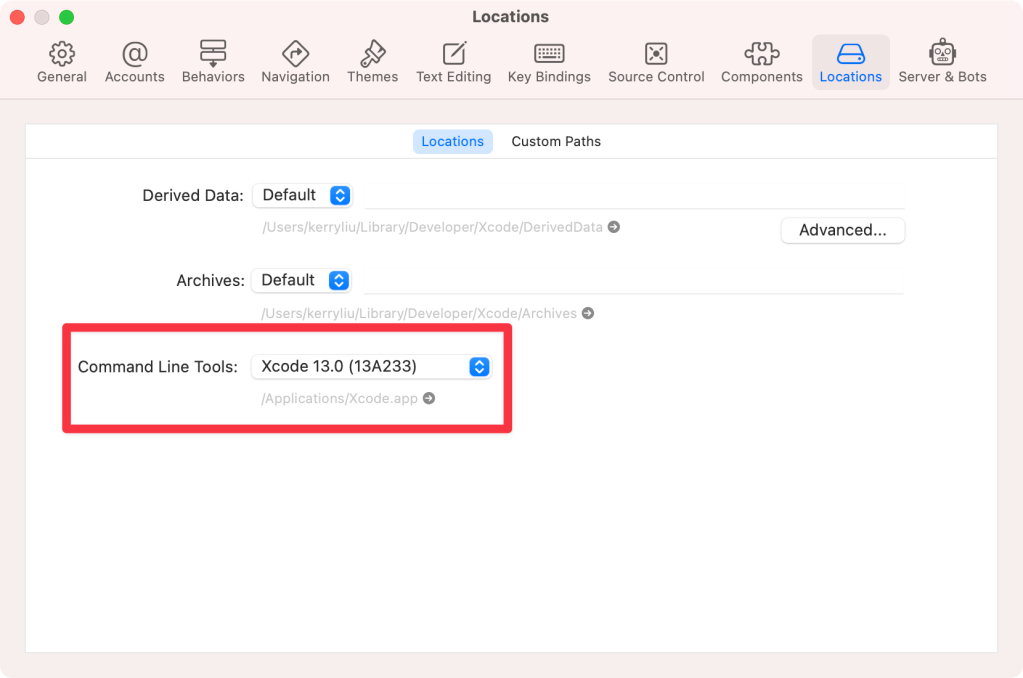 Locations
General Accounts Behaviors Navigation Themes Text Editing Key Bindings Source Control Components Locations Server & Bots
Locations Custom Paths
Derived Data: Default
/Users/kerryliu/Library/Developer/Xcode/DerivedData
Advanced...
Archives: Default
/Users/kerryliu/Library/Developer/Xcode/Archives
Command Line Tools: Xcode 13.0 (13A233)
/Applications/Xcode.app